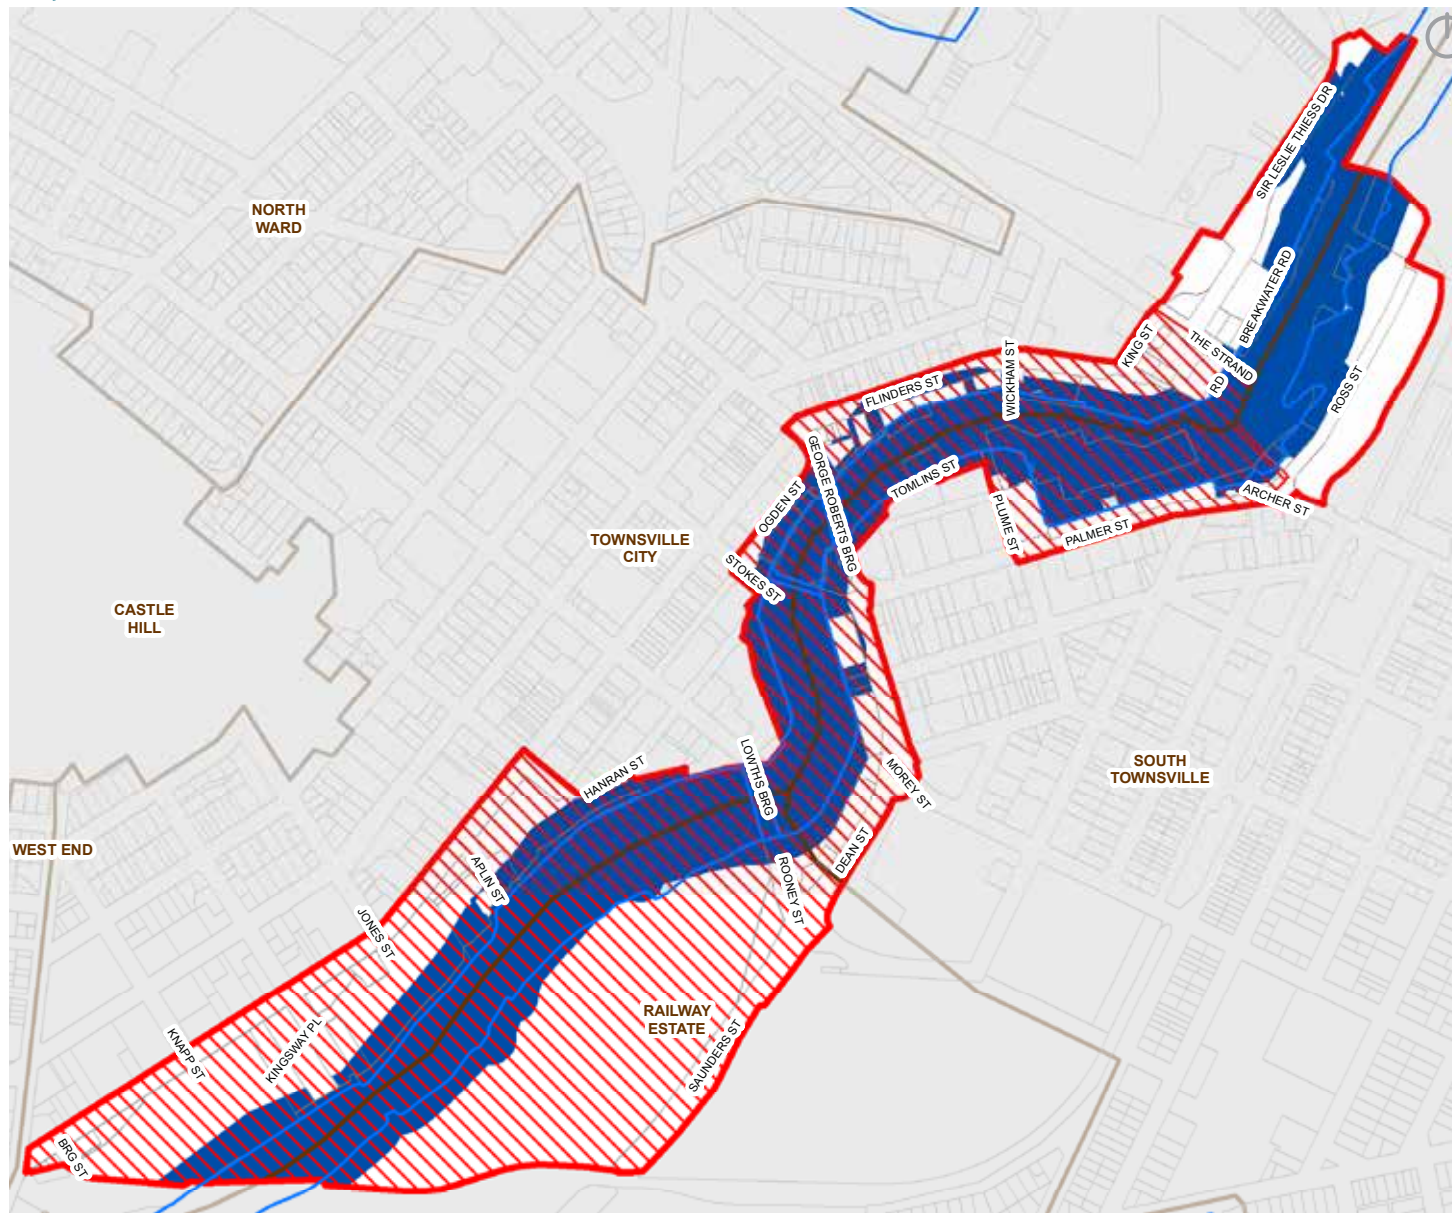 SIR LESLIE THIESS DR
NORTH
WARD
BREAKWATER RD
KING ST
THE STRAND
WICKHAM ST
RD
FLINDERS ST
ROSS ST
GEORGE ROBERTS BRG
TOMLINS ST
OGDEN ST
ARCHER ST
PLUME ST
PALMER ST
TOWNSVILLE
CITY
STOKES ST
CASTLE
HILL
SOUTH
TOWNSVILLE
LOWTHS BRG
HANRAN ST
MOREY ST
WEST END
DEAN ST
APLIN ST
ROONEY ST
JONES ST
RAILWAY
ESTATE
KNAPP ST
KINGSWAY PL
SAUNDERS ST
BRG ST